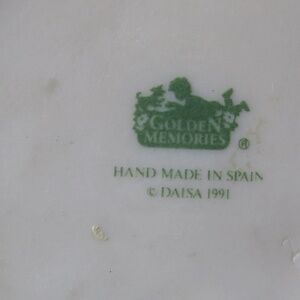 GOLDEN
MEMORIES ®
HAND MADE IN SPAIN
© DAISA 1991